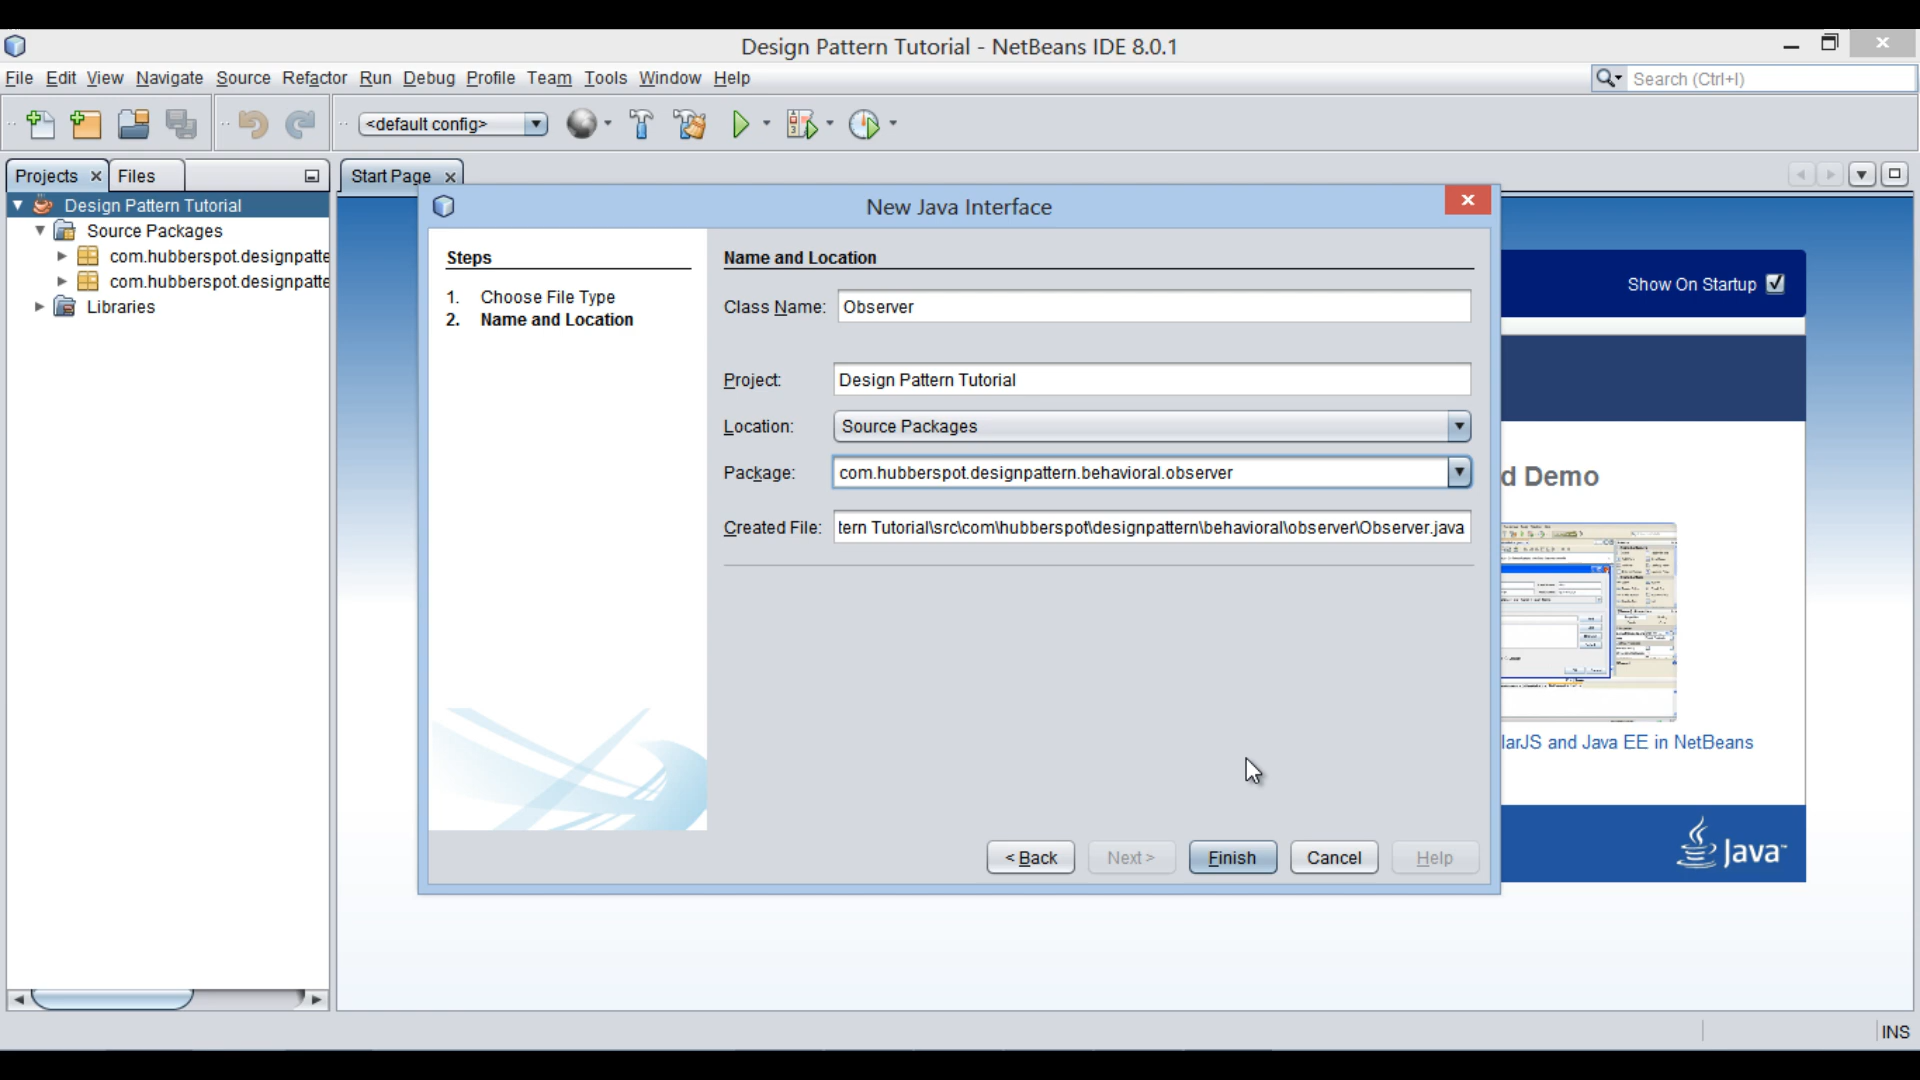 Design Pattern Tutorial - NetBeans IDE 8.0.1
File Edit View Navigate Source Refactor Run Debug Profile Team Tools Window Help
Search (Ctrl+I)
<default config>
Projects Files
Start Page
Design Pattern Tutorial
Source Packages
com.hubberspot.designpatte
com.hubberspot.designpatte
Libraries
New Java Interface
Steps
1. Choose File Type
2. Name and Location
Name and Location
Class Name: Observer
Project: Design Pattern Tutorial
Location: Source Packages
Package: com.hubberspot.designpattern.behavioral.observer
Created File: tern Tutorial\src\com\hubberspot\designpattern\behavioral\observer\Observer.java
< Back Next > Finish Cancel Help
Show On Startup
d Demo
larJS and Java EE in NetBeans
Java
INS